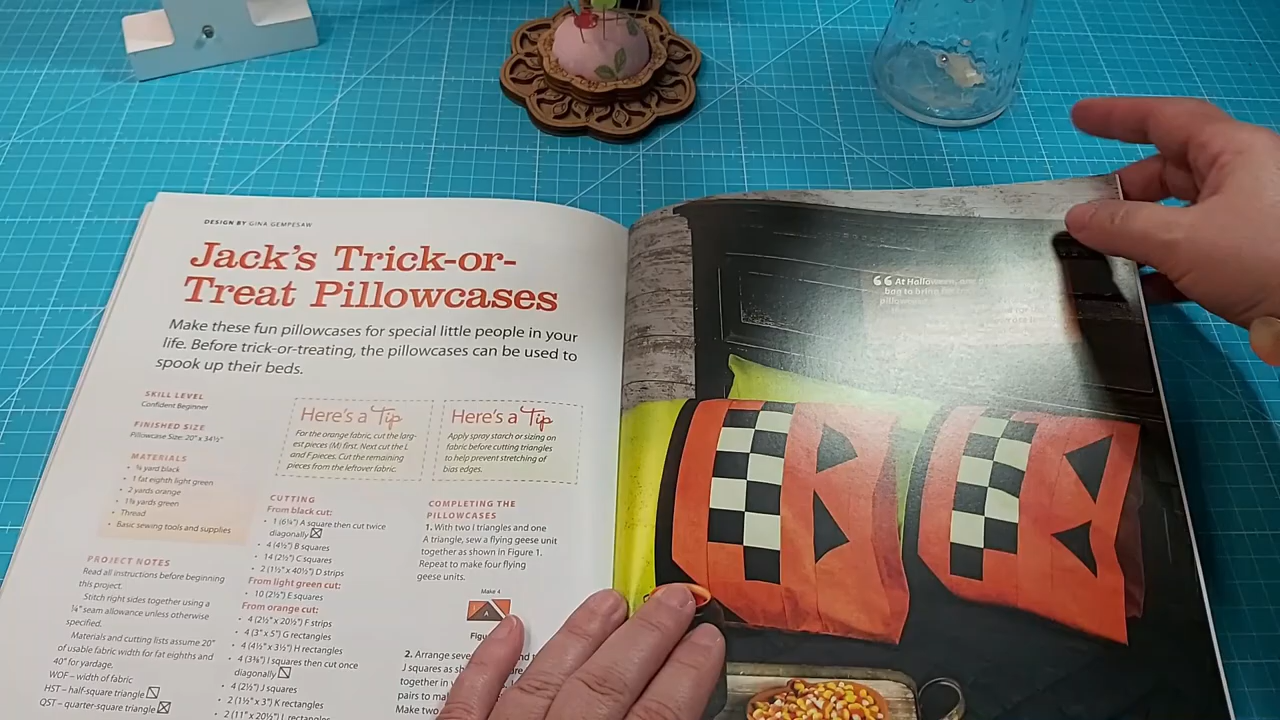 DESIGN BY GINA GEMPESAW
Jack's Trick-or-
Treat Pillowcases
Make these fun pillowcases for special little people in your
life. Before trick-or-treating, the pillowcases can be used to
spook up their beds.
SKILL LEVEL
Confident Beginner
FINISHED SIZE
Pillowcase Size: 20" x 34½"
MATERIALS
• ¾ yard black
• 1 fat eighth light green
• 2 yards orange
• 1⅜ yards green
• Thread
• Basic sewing tools and supplies
PROJECT NOTES
Read all instructions before beginning
this project.
Stitch right sides together using a
¼" seam allowance unless otherwise
specified.
Materials and cutting lists assume 20"
of usable fabric width for fat eighths and
40" for yardage.
WOF – width of fabric
HST – half-square triangle
QST – quarter-square triangle
Here's a Tip
For the orange fabric, cut the larg-
est pieces (M) first. Next cut the L
and F pieces. Cut the remaining
pieces from the leftover fabric.
Here's a Tip
Apply spray starch or sizing on
fabric before cutting triangles
to help prevent stretching of
bias edges.
CUTTING
From black cut:
• 1 (6¼") A square then cut twice
diagonally
• 4 (4½") B squares
• 14 (2½") C squares
• 2 (1½" x 40½") D strips
From light green cut:
• 10 (2½") E squares
From orange cut:
• 4 (2½" x 20½") F strips
• 4 (3" x 5") G rectangles
• 4 (4½" x 3½") H rectangles
• 4 (3⅜") I squares then cut once
diagonally
• 4 (2½") J squares
• 2 (1½" x 3") K rectangles
• 2 (11" x 20½") L rectangles
COMPLETING THE
PILLOWCASES
1. With two I triangles and one
A triangle, sew a flying geese unit
together as shown in Figure 1.
Repeat to make four flying
geese units.
Make 4
A
Figu
2. Arrange seve
J squares as sh
together in
pairs to ma
Make two
At Halloween,
bag to bring